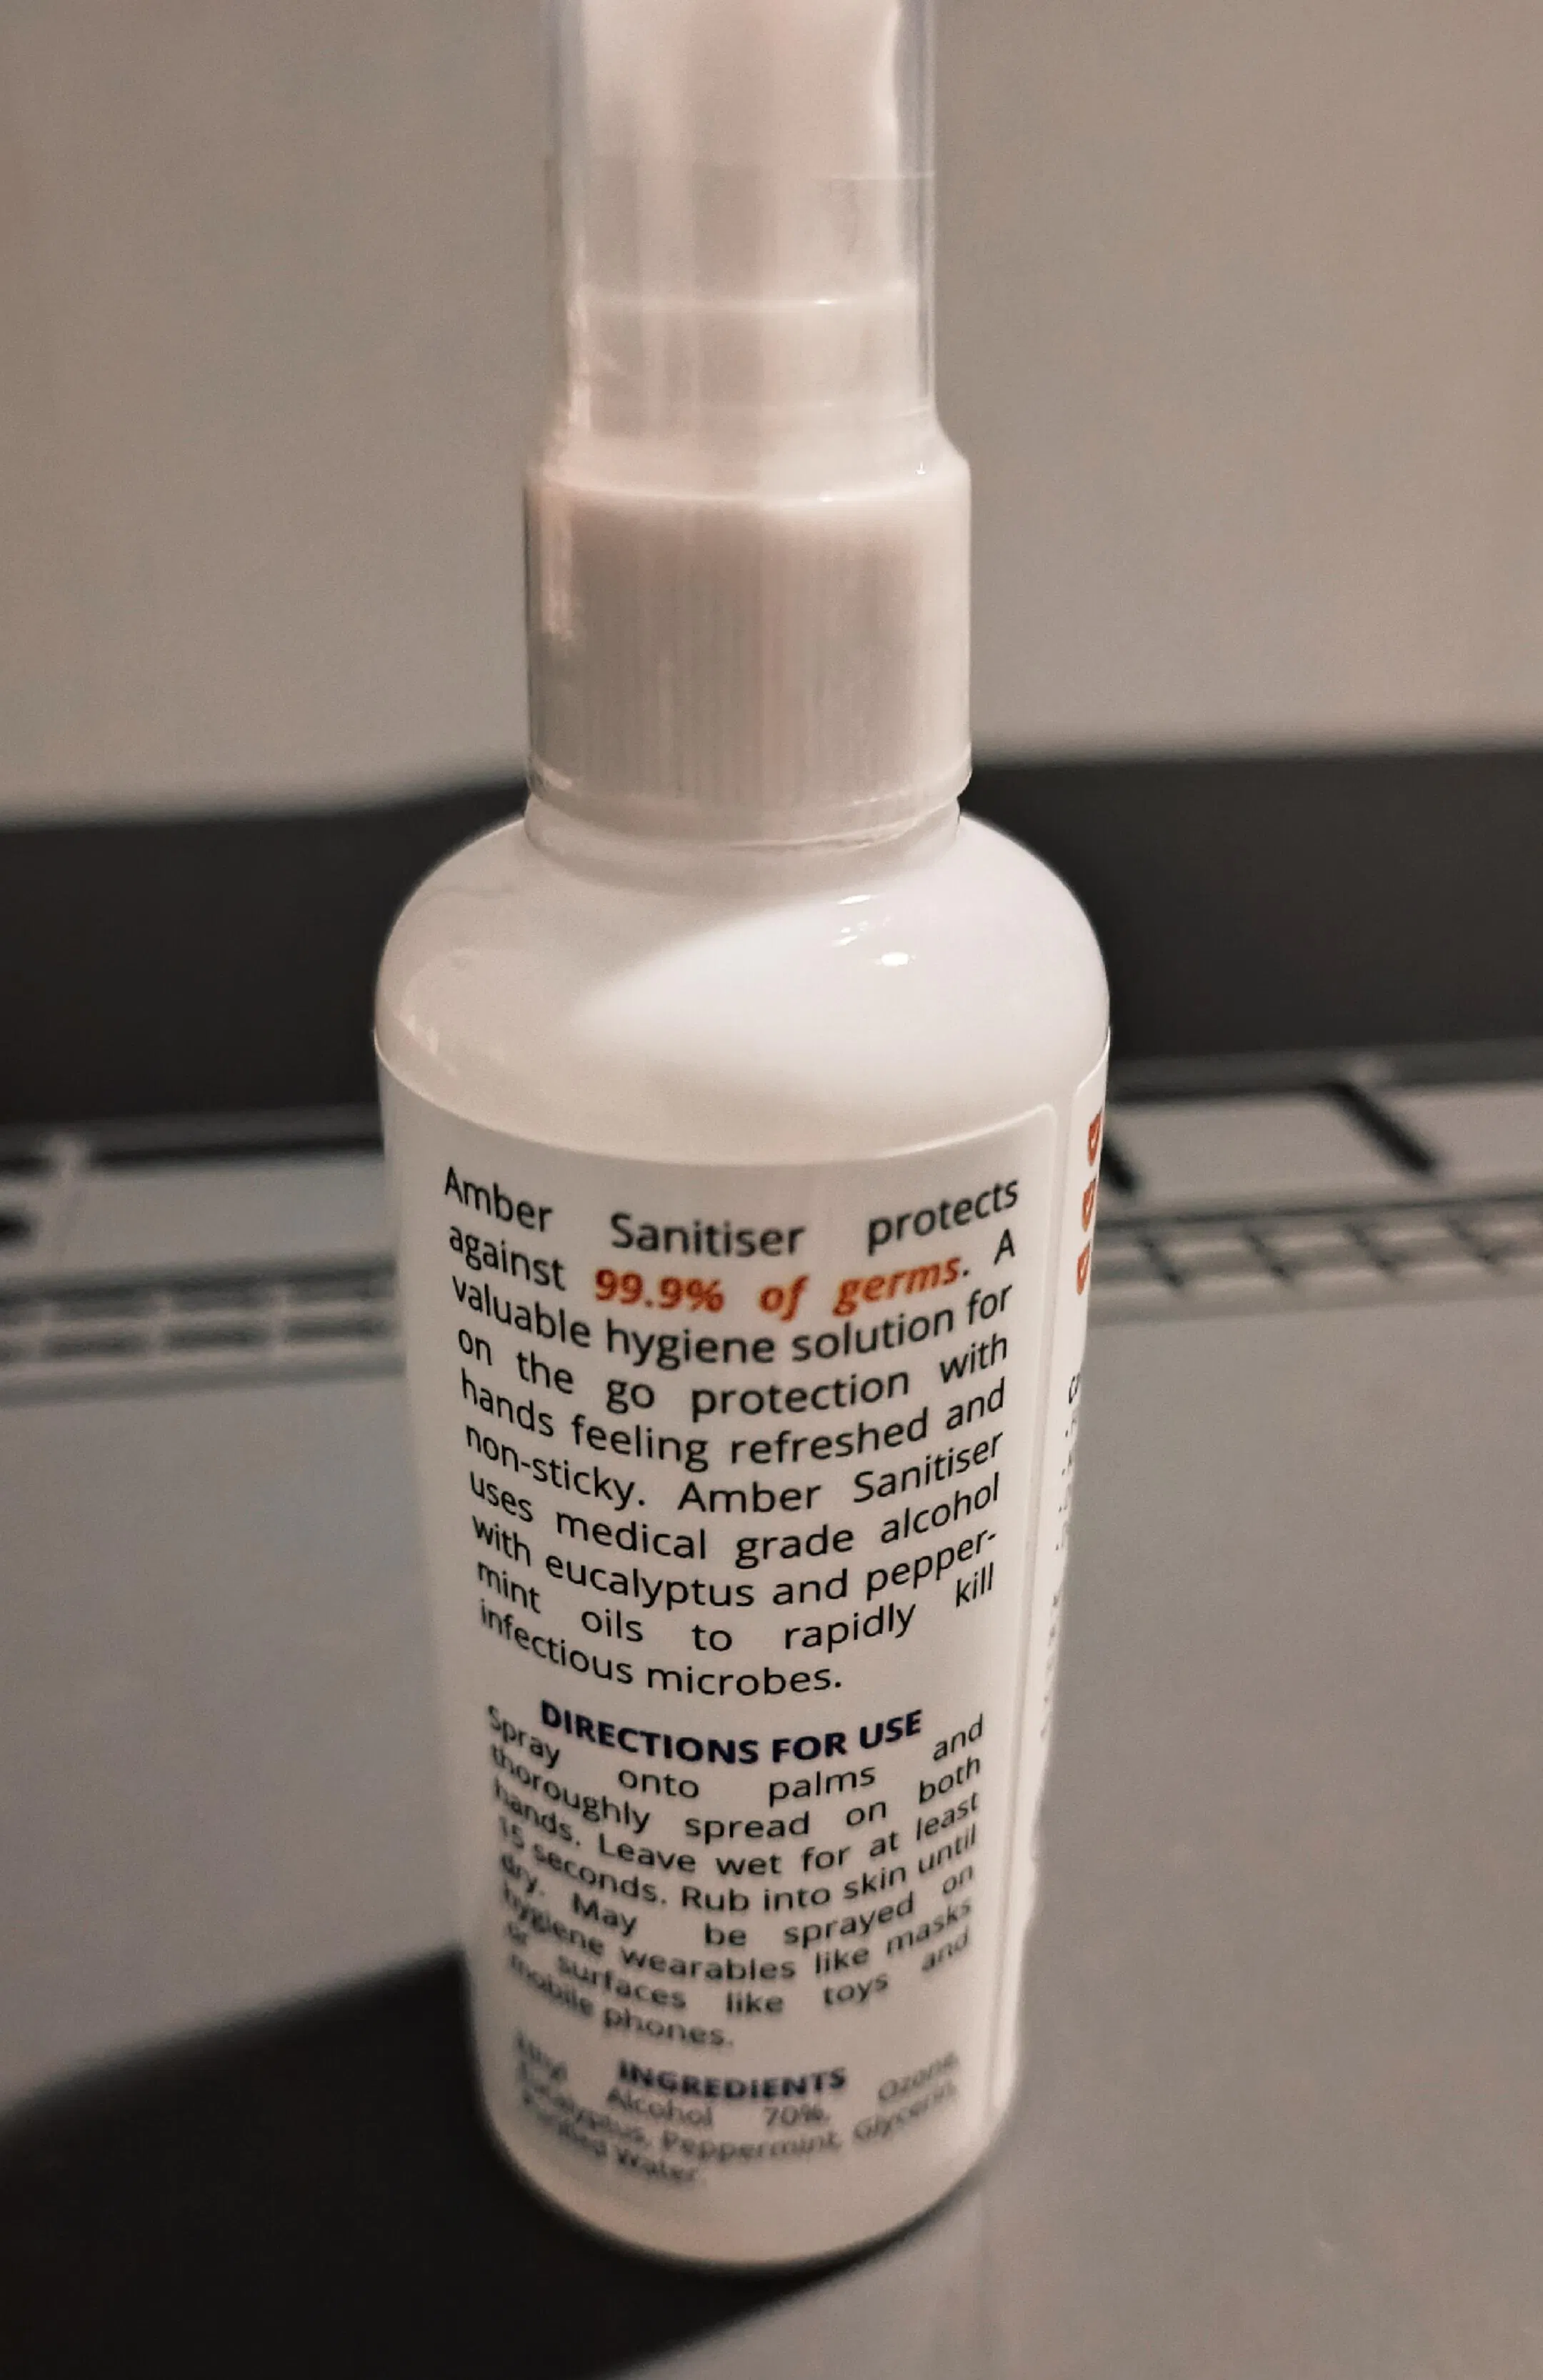 Amber Sanitiser protects
against 99.9% of germs. A
valuable hygiene solution for
on the go protection with
hands feeling refreshed and
non-sticky. Amber Sanitiser
uses medical grade alcohol
with eucalyptus and pepper-
mint oils to rapidly kill
infectious microbes.
DIRECTIONS FOR USE
Spray onto palms and
thoroughly spread on both
hands. Leave wet for at least
15 seconds. Rub into skin until
dry. May be sprayed on
hygiene wearables like masks
or surfaces like toys and
mobile phones.
INGREDIENTS
Ethyl Alcohol 70%, Ozone,
Eucalyptus, Peppermint, Glycerin,
Purified Water.